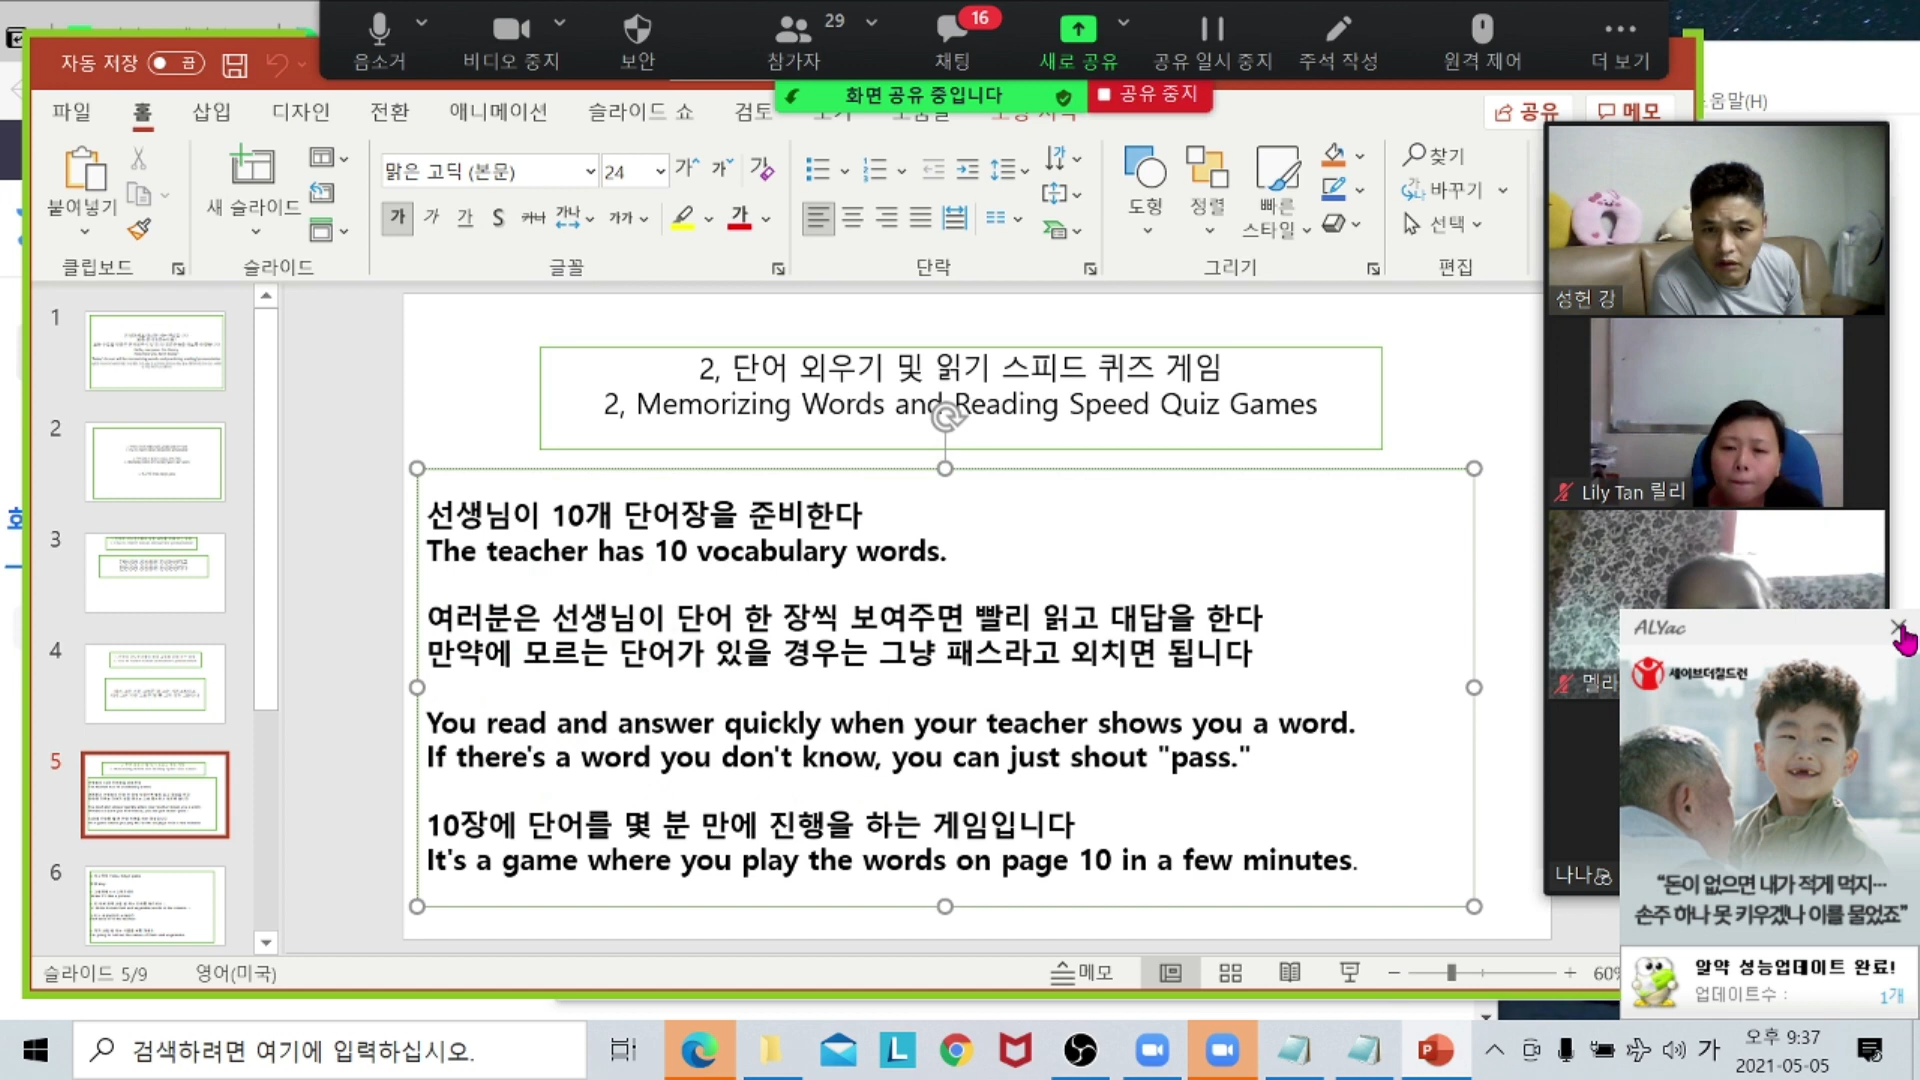 음소거
비디오 중지
보안
29
참가자
16
채팅
새로 공유
공유 일시 중지
주석 작성
원격 제어
더 보기
화면 공유 중입니다
공유 중지
자동 저장
끔
파일
홈
삽입
디자인
전환
애니메이션
슬라이드 쇼
검토
공유
메모
움말(H)
붙여넣기
클립보드
새 슬라이드
슬라이드
맑은 고딕 (본문)
24
글꼴
단락
도형
정렬
빠른
스타일
그리기
찾기
바꾸기
선택
편집
1
2
3
4
5
6
2, 단어 외우기 및 읽기 스피드 퀴즈 게임
2, Memorizing Words and Reading Speed Quiz Games
선생님이 10개 단어장을 준비한다
The teacher has 10 vocabulary words.
여러분은 선생님이 단어 한 장씩 보여주면 빨리 읽고 대답을 한다
만약에 모르는 단어가 있을 경우는 그냥 패스라고 외치면 됩니다
You read and answer quickly when your teacher shows you a word.
If there's a word you don't know, you can just shout "pass."
10장에 단어를 몇 분 만에 진행을 하는 게임입니다
It's a game where you play the words on page 10 in a few minutes.
성헌 강
Lily Tan 릴리
멜라
나나
ALYac
세이브더칠드런
“돈이 없으면 내가 적게 먹지…
손주 하나 못 키우겠나 이를 물었죠”
알약 성능업데이트 완료!
업데이트수 : 1개
슬라이드 5/9
영어(미국)
메모
60%
검색하려면 여기에 입력하십시오.
가
오후 9:37
2021-05-05